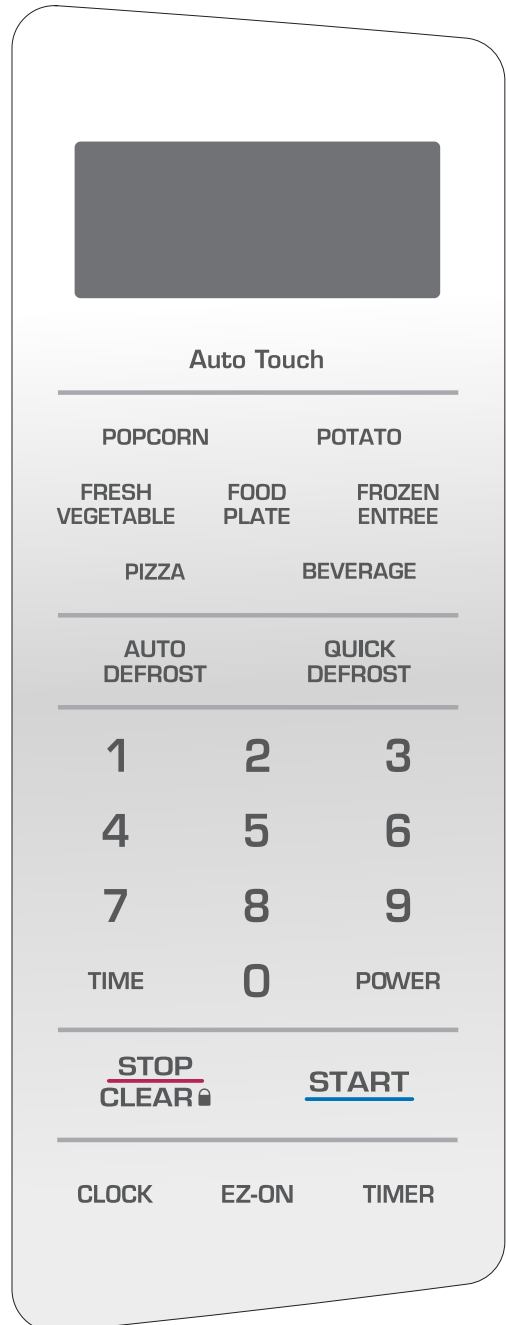 Auto Touch
POPCORN POTATO
FRESH FOOD FROZEN
VEGETABLE PLATE ENTREE
PIZZA BEVERAGE
AUTO QUICK
DEFROST DEFROST
1 2 3
4 5 6
7 8 9
TIME 0 POWER
STOP
CLEAR START
CLOCK EZ-ON TIMER